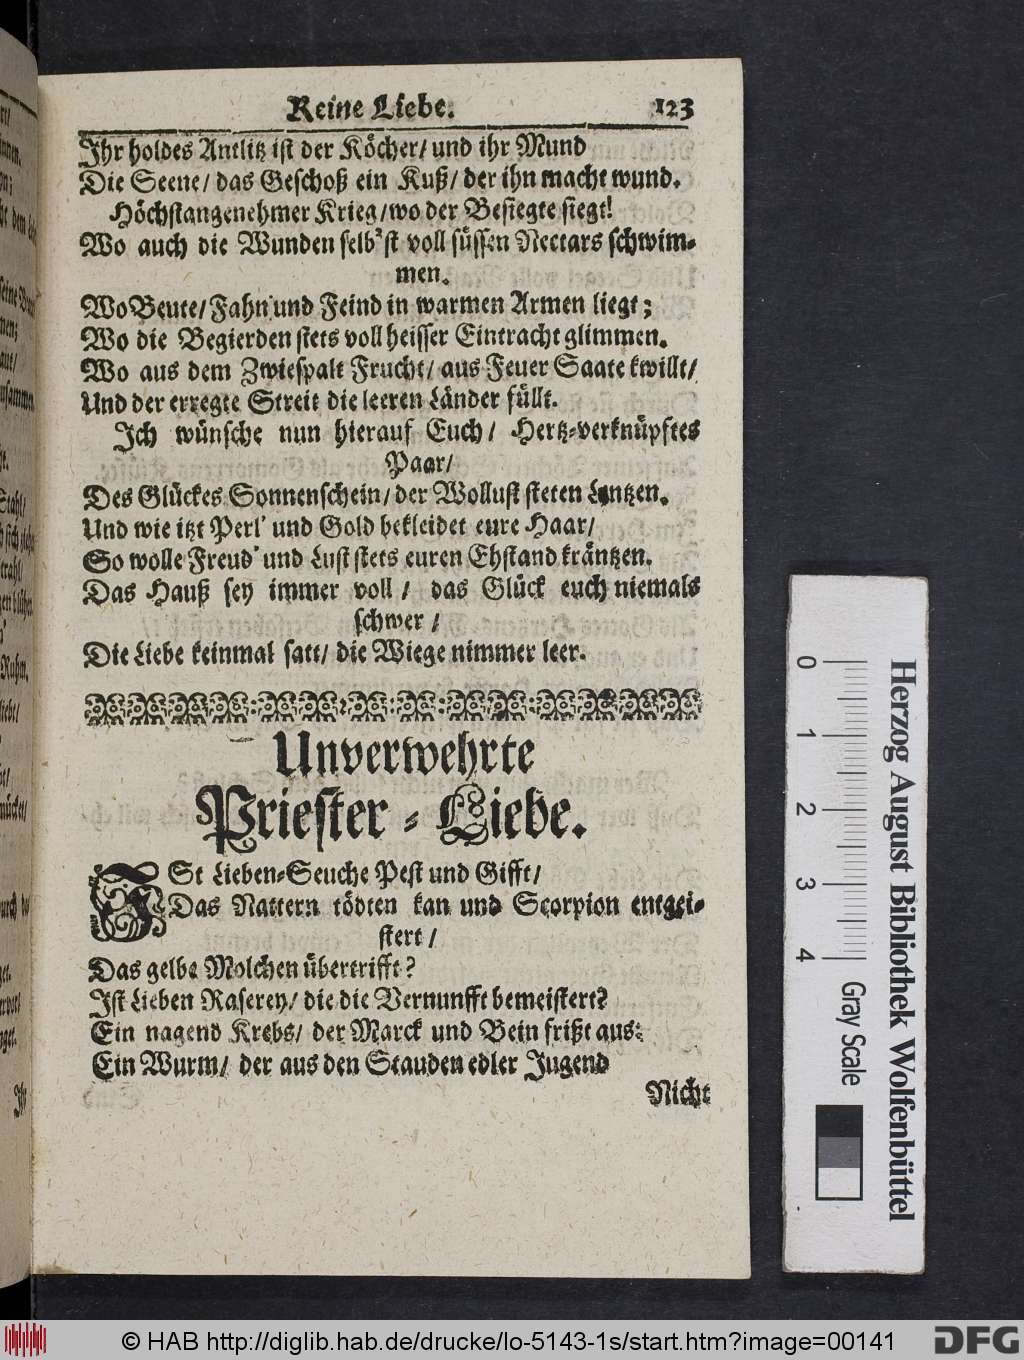 Reine Liebe. 123
Ihr holdes Antlitz ist der Köcher/ und ihr Mund
Die Seene/ das Geschoß ein Kuß/ der ihn macht wund.
Höchstangenehmer Krieg/ wo der Besiegte siegt!
Wo auch die Wunden selb'st voll süssen Nectars schwim-
men.
Wo Beute/ Fahn' und Feind in warmen Armen liegt;
Wo die Begierden stets voll heisser Eintracht glimmen.
Wo aus dem Zwiespalt Frucht/ aus Feuer Saate kwillt/
Und der erregte Streit die leeren Länder füllt.
Ich wünsche nun hierauf Euch/ Hertz-verknüpftes
Paar/
Des Glückes Sonnenschein/ der Wollust steten Lentzen.
Und wie itzt Perl' und Gold bekleidet eure Haar/
So wolle Freud' und Lust stets euren Ehstand kräntzen.
Das Hauß sey immer voll/ das Glück euch niemals
schwer/
Die Liebe keinmal satt/ die Wiege nimmer leer.
Unverwehrte
Priester-Liebe.
ISt Lieben-Seuche Pest und Gifft/
Das Nattern tödten kan und Scorpion entgei-
stert/
Das gelbe Molchen übertrifft?
Ist Lieben Raserey/ die die Vernunfft bemeistert?
Ein nagend Krebs/ der Marck und Bein frißt aus:
Ein Wurm/ der aus den Stauden edler Jugend
Nicht
Herzog August Bibliothek Wolfenbüttel
0 1 2 3 4
Gray Scale
© HAB http://diglib.hab.de/drucke/lo-5143-1s/start.htm?image=00141
DFG